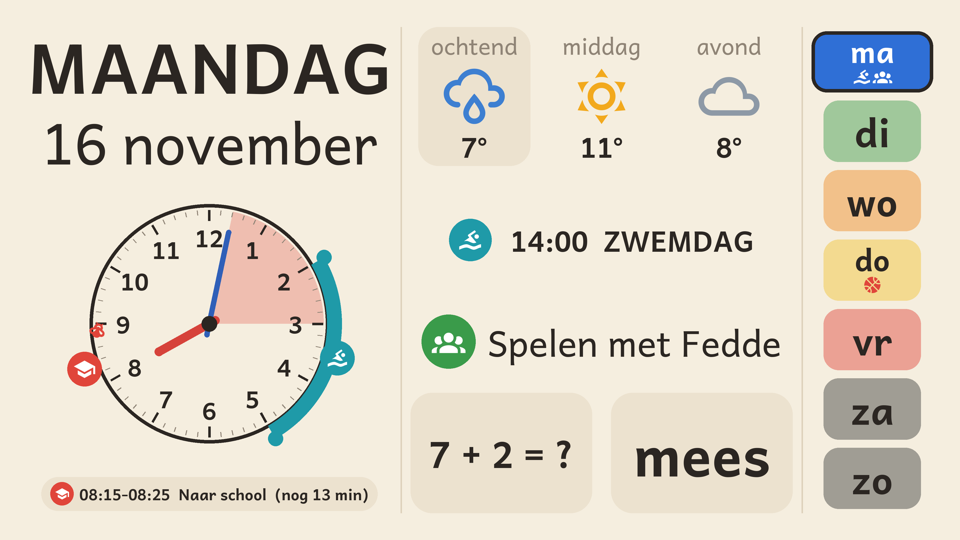 MAANDAG
16 november
12
1
2
3
4
5
6
7
8
9
10
11
08:15-08:25 Naar school (nog 13 min)
ochtend middag avond
7° 11° 8°
14:00 ZWEMDAG
Spelen met Fedde
7 + 2 = ?
mees
ma
di
wo
do
vr
za
zo